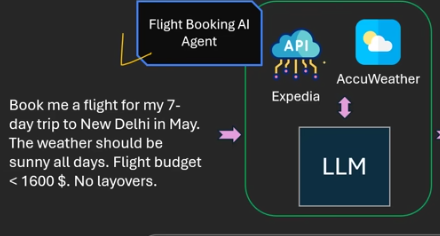 Flight Booking AI
Agent
API
Expedia
AccuWeather
Book me a flight for my 7-
day trip to New Delhi in May.
The weather should be
sunny all days. Flight budget
< 1600 $. No layovers.
LLM